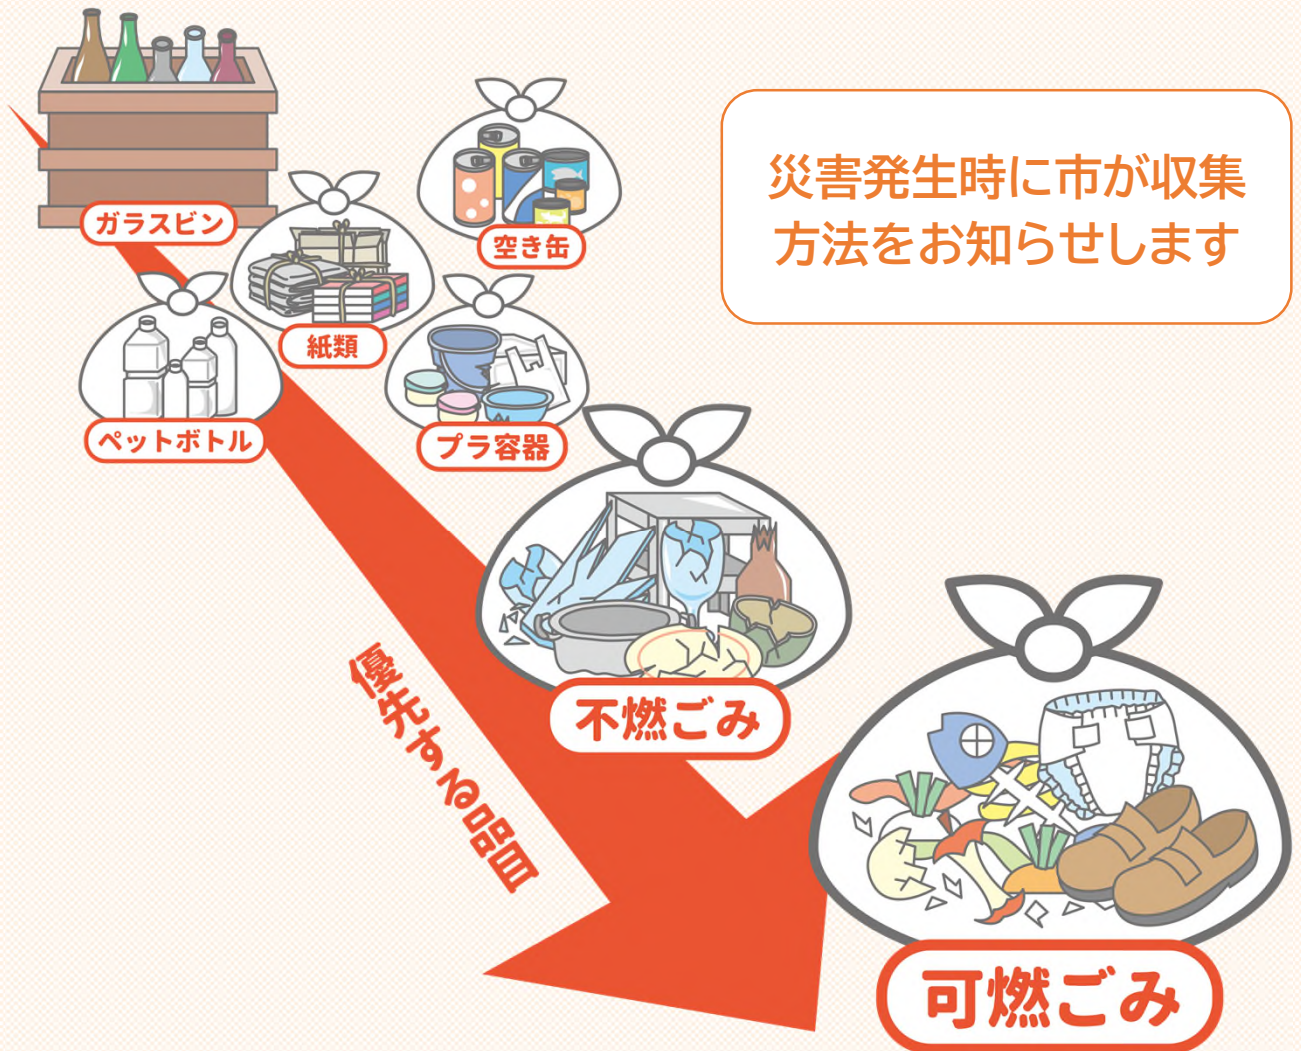 災害発生時に市が収集
方法をお知らせします
ガラスビン
空き缶
紙類
ペットボトル
プラ容器
不燃ごみ
優先する品目
可燃ごみ